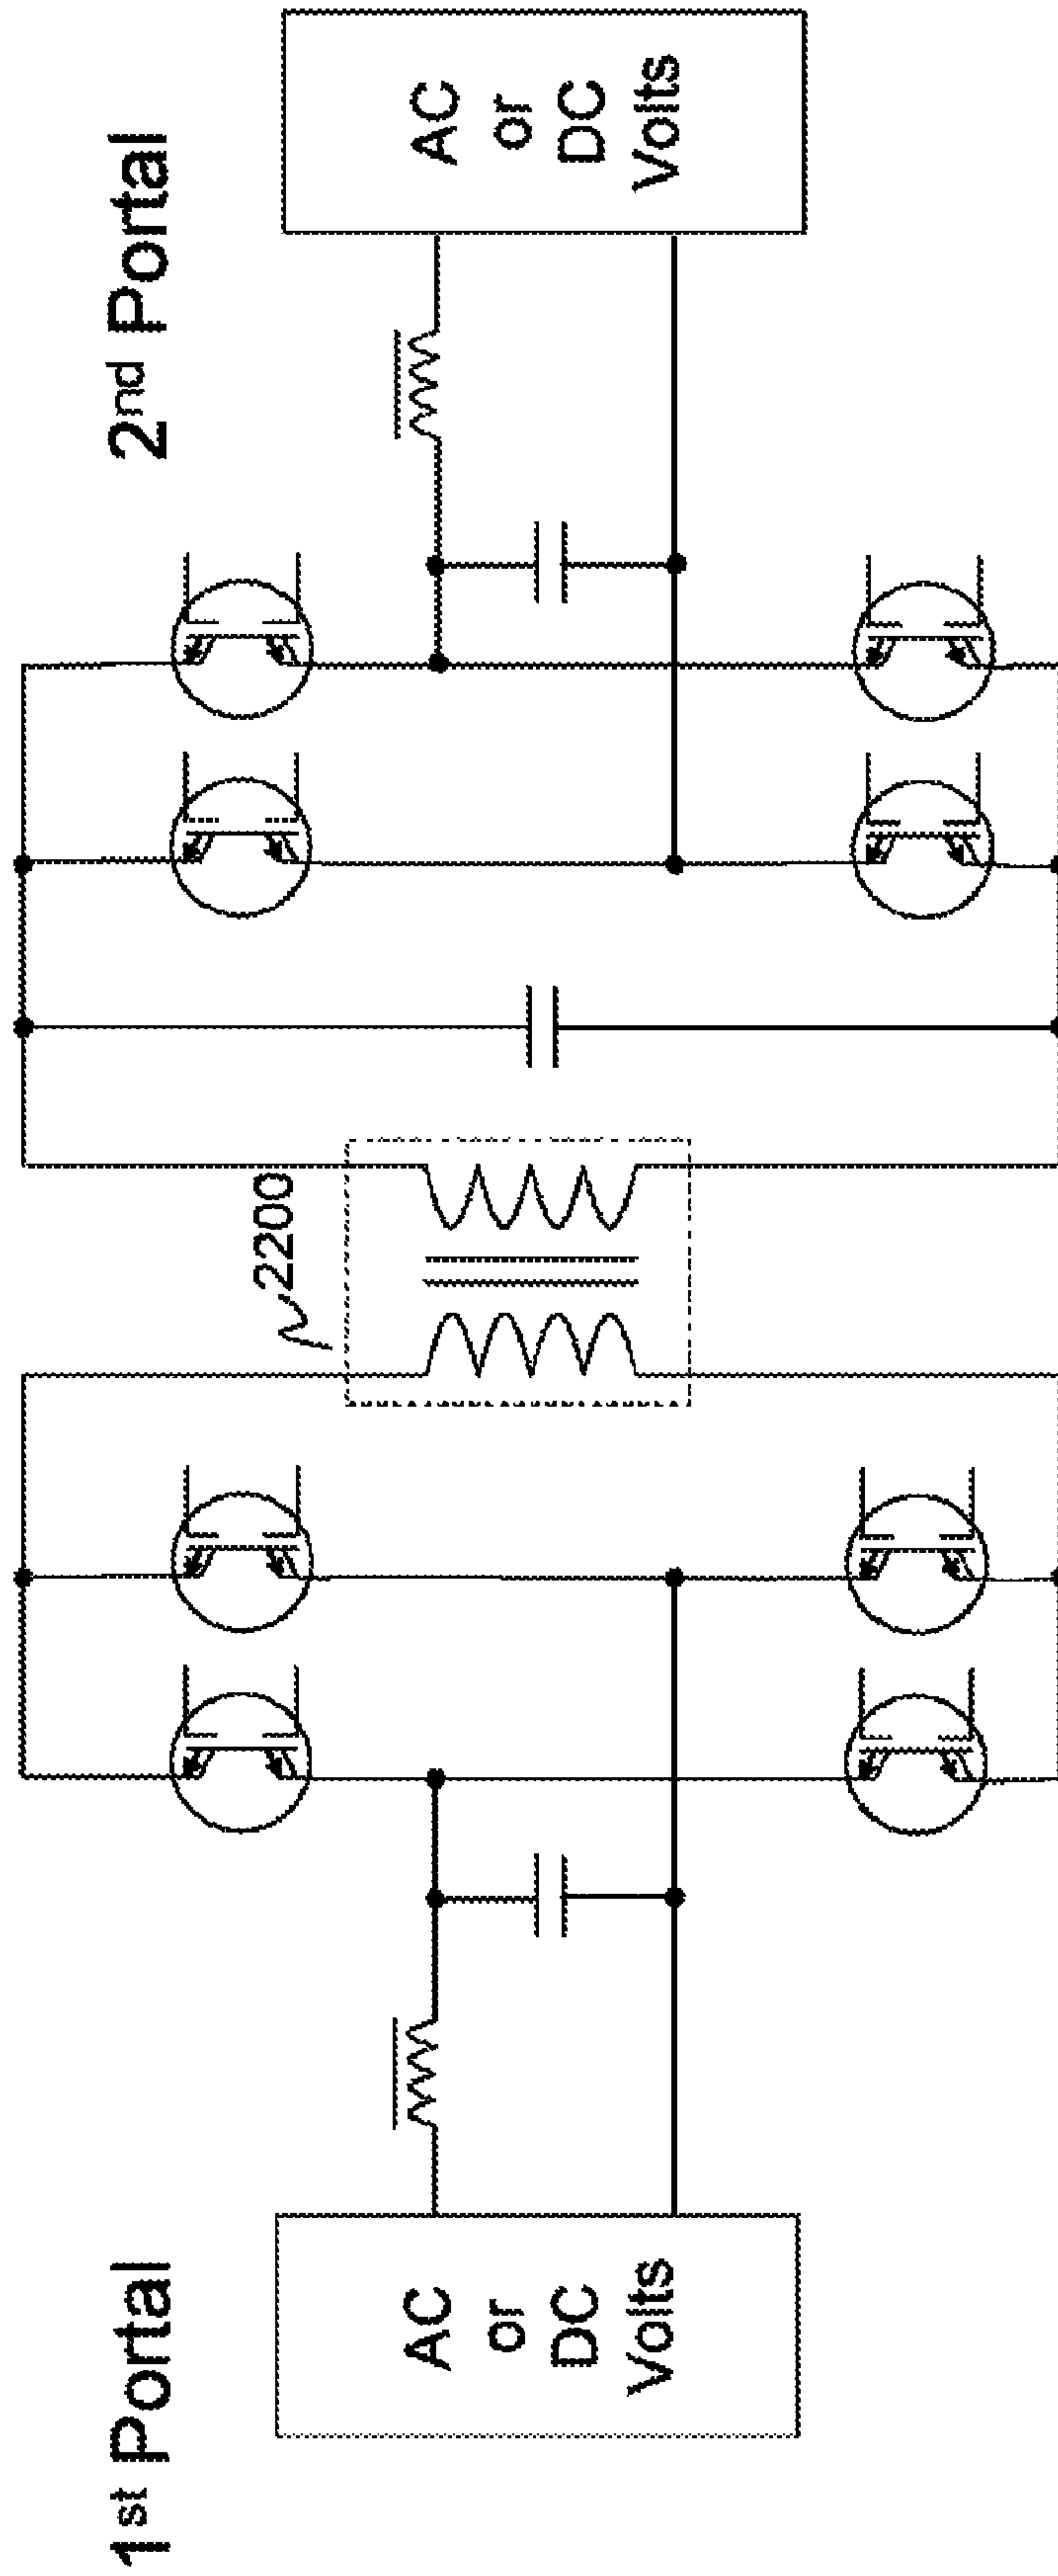 1st Portal
AC
or
DC
Volts
2200
2nd Portal
AC
or
DC
Volts